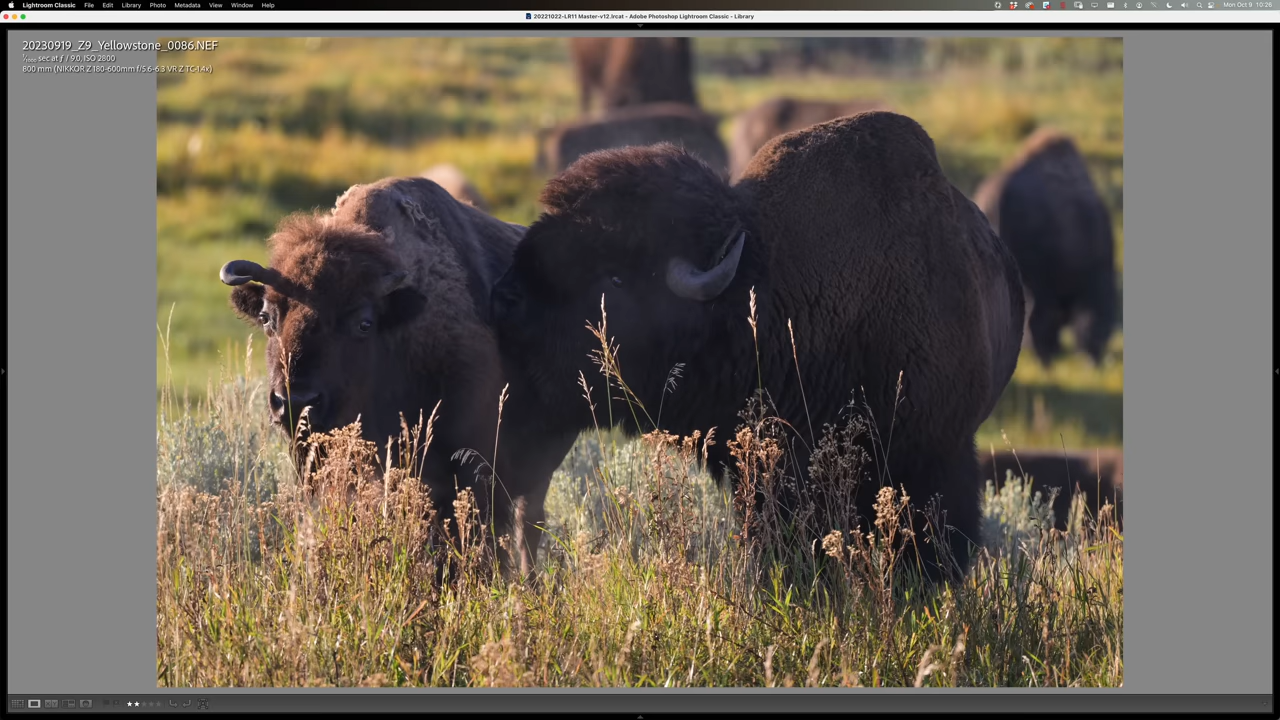 Lightroom Classic File Edit Library Photo Metadata View Window Help Mon Oct 9 10:26
20221022-LR11 Master-v12.lrcat - Adobe Photoshop Lightroom Classic - Library
20230919_Z9_Yellowstone_0086.NEF
sec at ƒ / 9.0, ISO 2800
800 mm (NIKKOR Z 180-600mm f/5.6-6.3 VR Z TC-1.4x)